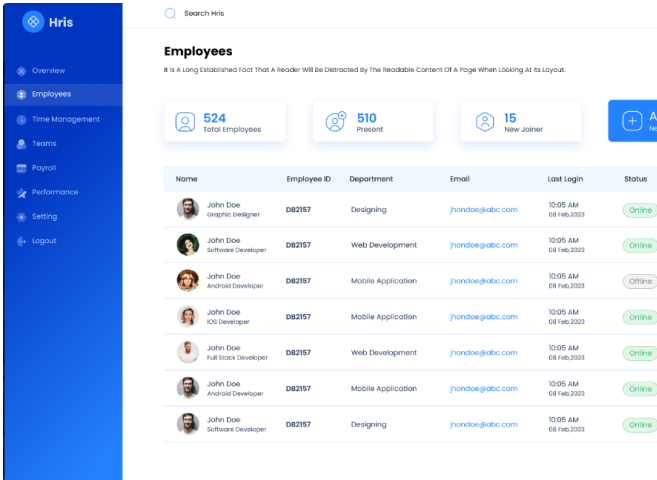 Hris
Search Hris
Overview
Employees
Time Management
Teams
Payroll
Performance
Setting
Logout
Employees
It Is A Long Established Fact That A Reader Will Be Distracted By The Readable Content Of A Page When Looking At Its Layout.
524
Total Employees
510
Present
15
New Joiner
Name Employee ID Department Email Last Login Status
John Doe DB2157 Designing jhondoe@abc.com 10:05 AM Online
Graphic Designer 08 Feb,2023
John Doe DB2157 Web Development jhondoe@abc.com 10:05 AM Online
Software Developer 08 Feb,2023
John Doe DB2157 Mobile Application jhondoe@abc.com 10:05 AM Offline
Android Developer 08 Feb,2023
John Doe DB2157 Mobile Application jhondoe@abc.com 10:05 AM Online
IOS Developer 08 Feb,2023
John Doe DB2157 Web Development jhondoe@abc.com 10:05 AM Online
Full Stack Developer 08 Feb,2023
John Doe DB2157 Mobile Application jhondoe@abc.com 10:05 AM Online
Android Developer 08 Feb,2023
John Doe DB2157 Designing jhondoe@abc.com 10:05 AM Online
Software Developer 08 Feb,2023